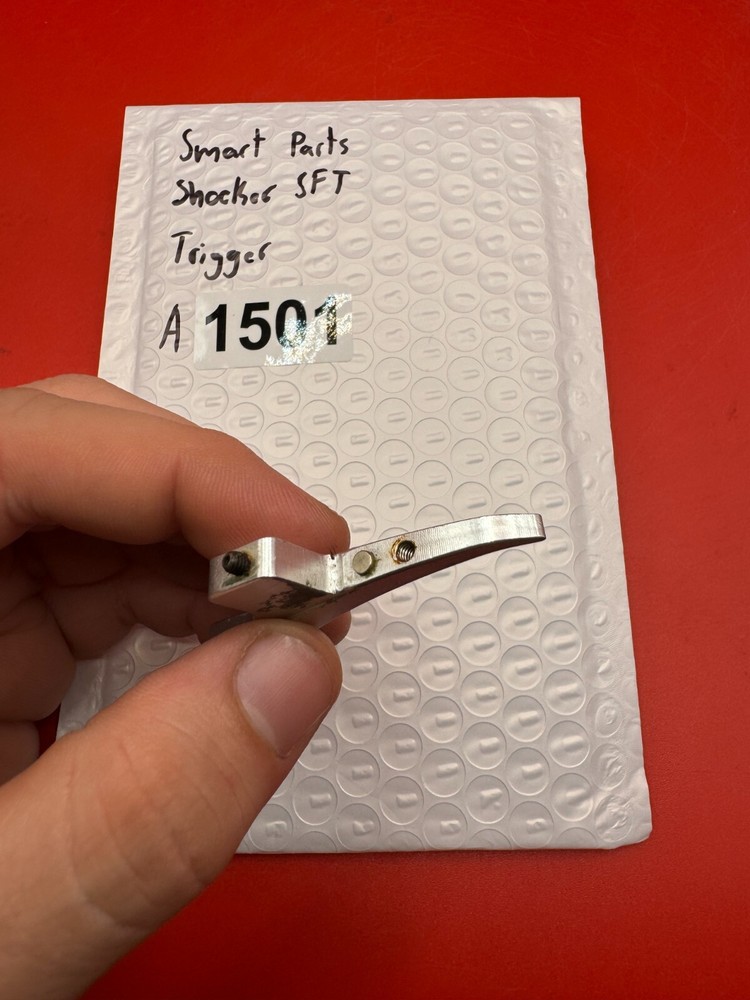 Smart Parts
Shocker SFT
Trigger
A 1501